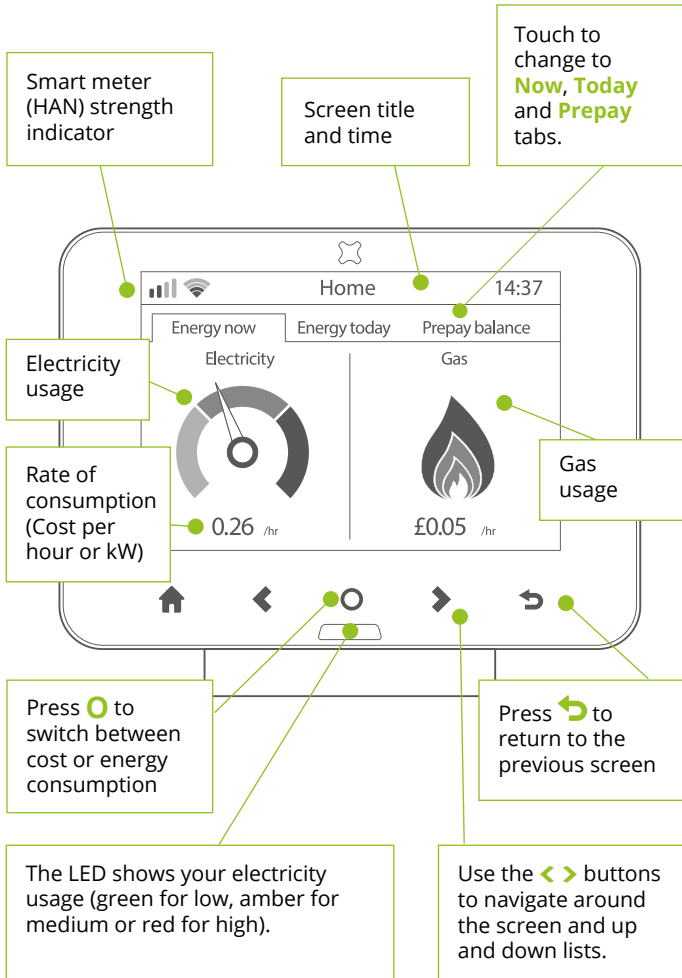 Touch to
change to
Now, Today
and Prepay
tabs.
Smart meter
(HAN) strength
indicator
Screen title
and time
Home
14:37
Energy now
Energy today
Prepay balance
Electricity
Gas
Electricity
usage
Rate of
consumption
(Cost per
hour or kW)
Gas
usage
0.26 /hr
£0.05 /hr
Press O to
switch between
cost or energy
consumption
Press to
return to the
previous screen
The LED shows your electricity
usage (green for low, amber for
medium or red for high).
Use the < > buttons
to navigate around
the screen and up
and down lists.